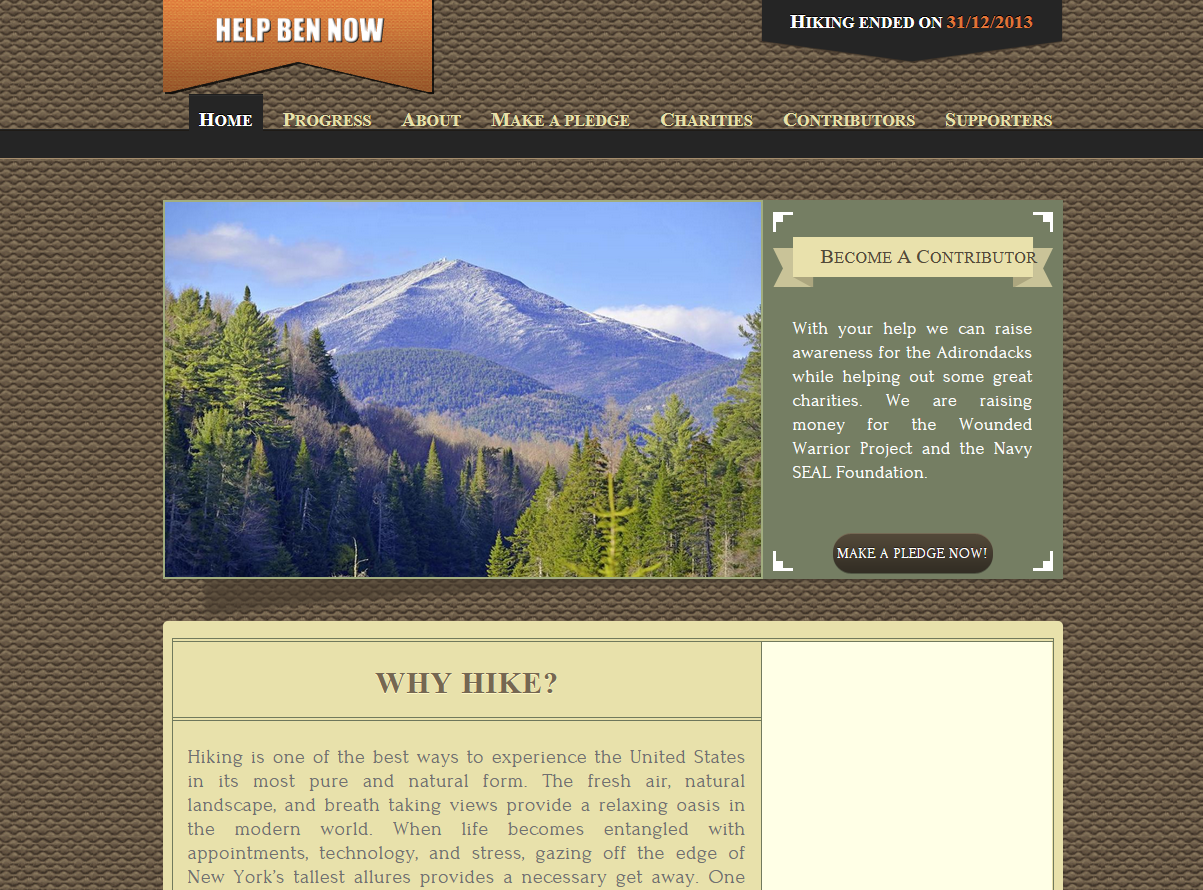 HELP BEN NOW
Hiking ended on 31/12/2013
Home Progress About Make a pledge Charities Contributors Supporters
Become A Contributor
With your help we can raise
awareness for the Adirondacks
while helping out some great
charities. We are raising
money for the Wounded
Warrior Project and the Navy
SEAL Foundation.
MAKE A PLEDGE NOW!
WHY HIKE?
Hiking is one of the best ways to experience the United States
in its most pure and natural form. The fresh air, natural
landscape, and breath taking views provide a relaxing oasis in
the modern world. When life becomes entangled with
appointments, technology, and stress, gazing off the edge of
New York's tallest allures provides a necessary get away. One